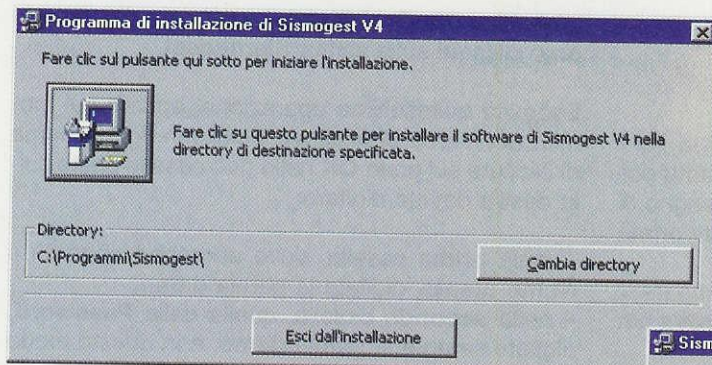 Programma di installazione di Sismogest V4
Fare clic sul pulsante qui sotto per iniziare l'installazione.
Fare clic su questo pulsante per installare il software di Sismogest V4 nella
directory di destinazione specificata.
Directory:
C:\Programmi\Sismogest\
Cambia directory
Esci dall'installazione